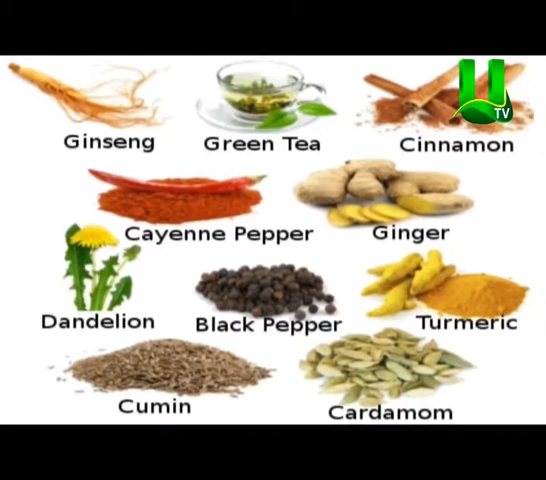 U
TV
Ginseng
Green Tea
Cinnamon
Cayenne Pepper
Ginger
Dandelion
Black Pepper
Turmeric
Cumin
Cardamom